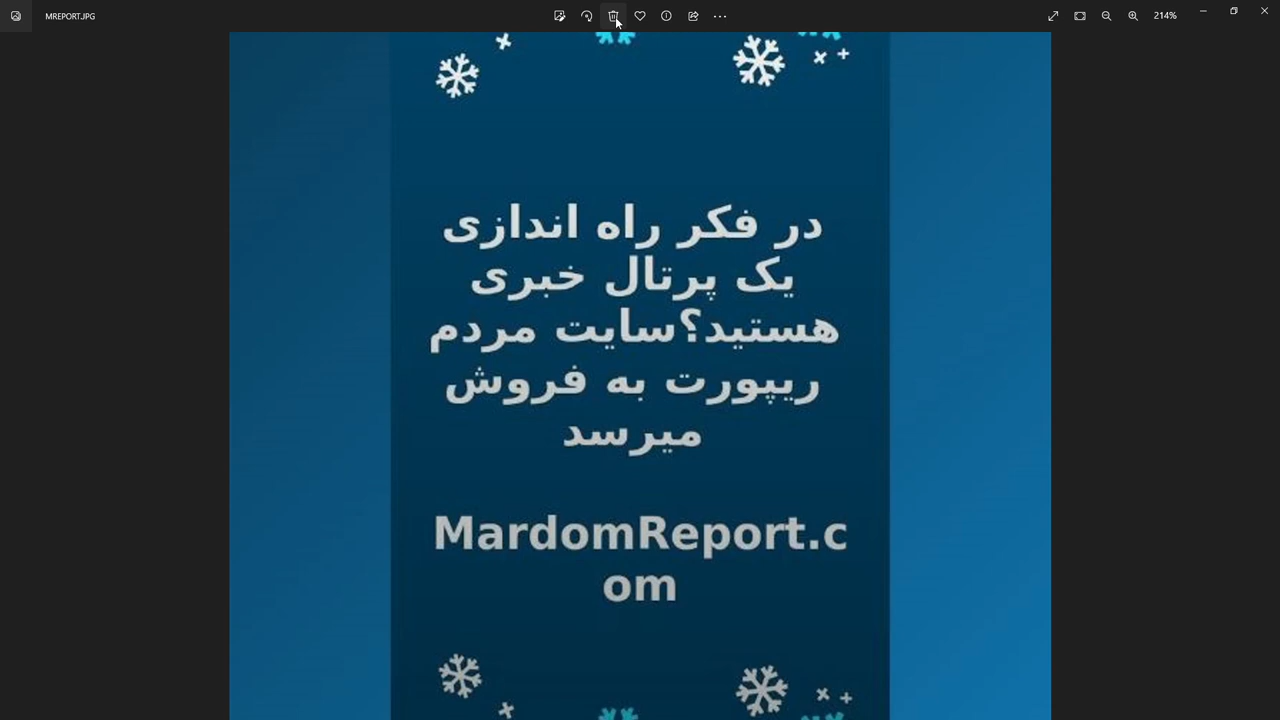 MREPORT.JPG
214%
در فکر راه اندازی
یک پرتال خبری
هستید؟سایت مردم
ریپورت به فروش
میرسد
MardomReport.c
om